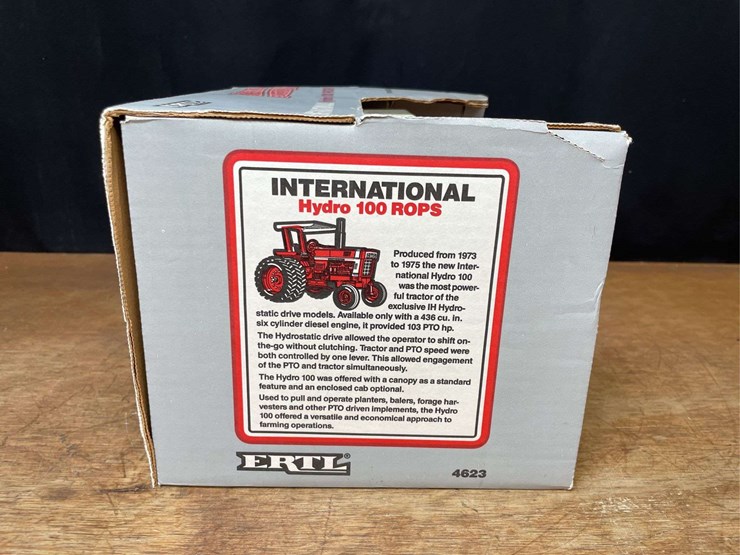 INTERNATIONAL
Hydro 100 ROPS
Produced from 1973
to 1975 the new Inter-
national Hydro 100
was the most power-
ful tractor of the
exclusive IH Hydro-
static drive models. Available only with a 436 cu. in.
six cylinder diesel engine, it provided 103 PTO hp.
The Hydrostatic drive allowed the operator to shift on-
the-go without clutching. Tractor and PTO speed were
both controlled by one lever. This allowed engagement
of the PTO and tractor simultaneously.
The Hydro 100 was offered with a canopy as a standard
feature and an enclosed cab optional.
Used to pull and operate planters, balers, forage har-
vesters and other PTO driven implements, the Hydro
100 offered a versatile and economical approach to
farming operations.
ERTL®
4623